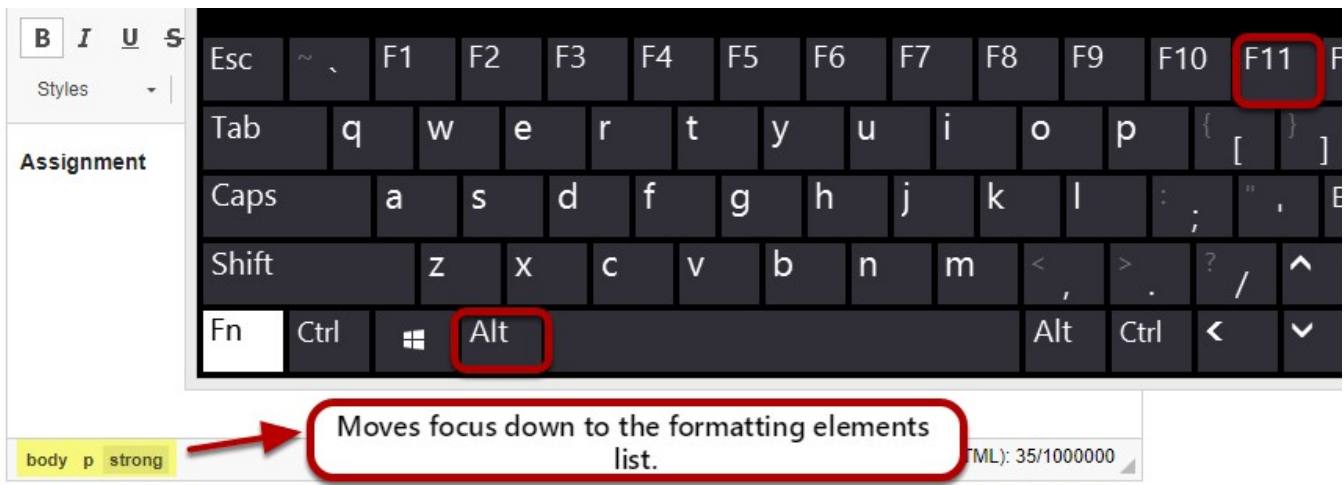 B I U S
Styles
Assignment
Esc ~ ` F1 F2 F3 F4 F5 F6 F7 F8 F9 F10 F11 F
Tab q w e r t y u i o p { [ } ]
Caps a s d f g h j k l : ; " '
Shift z x c v b n m < , > . ? /
Fn Ctrl Alt Alt Ctrl
Moves focus down to the formatting elements
list.
body p strong TML): 35/1000000